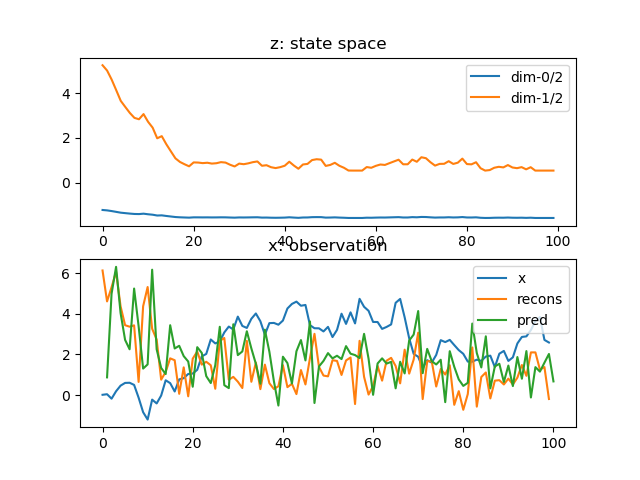 z: state space
dim-0/2
dim-1/2
4
2
0
0 20 40 60 80 100
x: observation
x
recons
pred
6
4
2
0
0 20 40 60 80 100